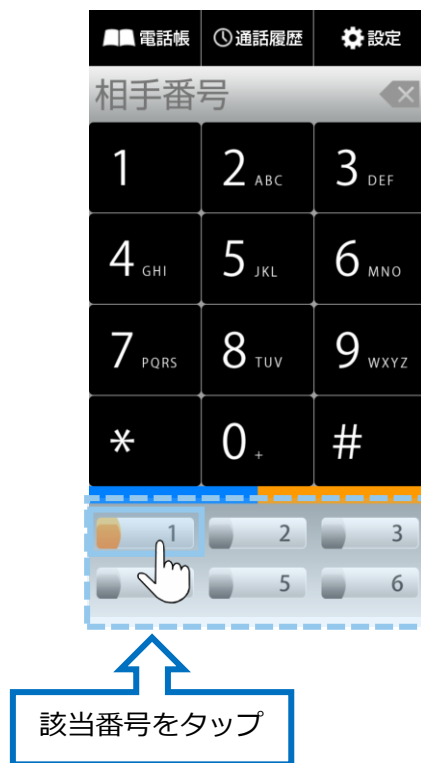 電話帳 通話履歴 設定
相手番号
1 2 ABC 3 DEF
4 GHI 5 JKL 6 MNO
7 PQRS 8 TUV 9 WXYZ
* 0 + #
1 2 3
5 6
該当番号をタップ